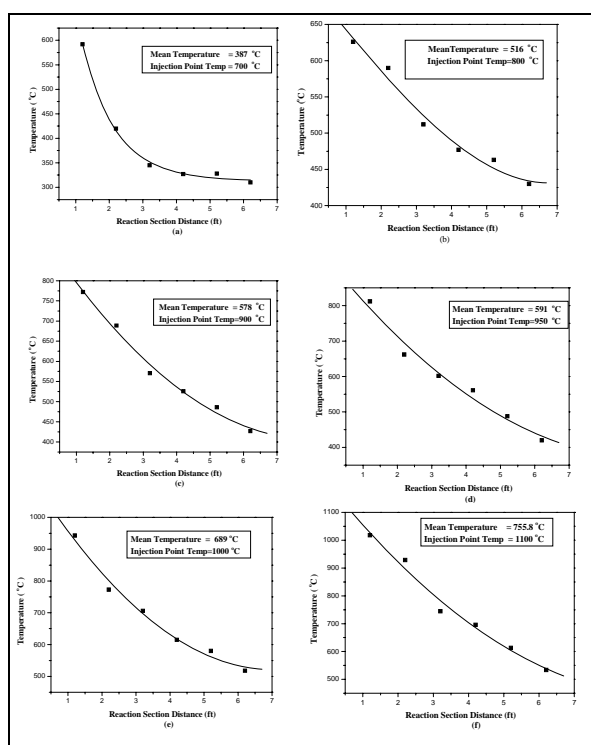 Mean Temperature = 387 °C
Injection Point Temp = 700 °C
600
550
500
450
400
350
300
Temperature ( °C)
0 1 2 3 4 5 6 7
Reaction Section Distance (ft)
(a)
MeanTemperature = 516 °C
Injection Point Temp=800 °C
650
600
550
500
450
400
Temperature (°C)
0 1 2 3 4 5 6 7
Reaction Section Distance (ft)
(b)
Mean Temperature = 578 °C
Injection Point Temp=900 °C
800
750
700
650
600
550
500
450
400
Temperature ( °C)
0 1 2 3 4 5 6 7
Reaction Section Distance (ft)
(c)
Mean Temperature = 591 °C
Injection Point Temp=950 °C
800
700
600
500
400
Temperature ( °C)
0 1 2 3 4 5 6 7
Reaction Section Distance (ft)
(d)
Mean Temperature = 689 °C
Injection Point Temp=1000 °C
1000
900
800
700
600
500
Temperature ( °C)
0 1 2 3 4 5 6 7
Reaction Section Distance (ft)
(e)
Mean Temperature = 755.8 °C
Injection Point Temp = 1100 °C
1100
1000
900
800
700
600
500
Temperature ( °C)
0 1 2 3 4 5 6 7
Reaction Section Distance (ft)
(f)